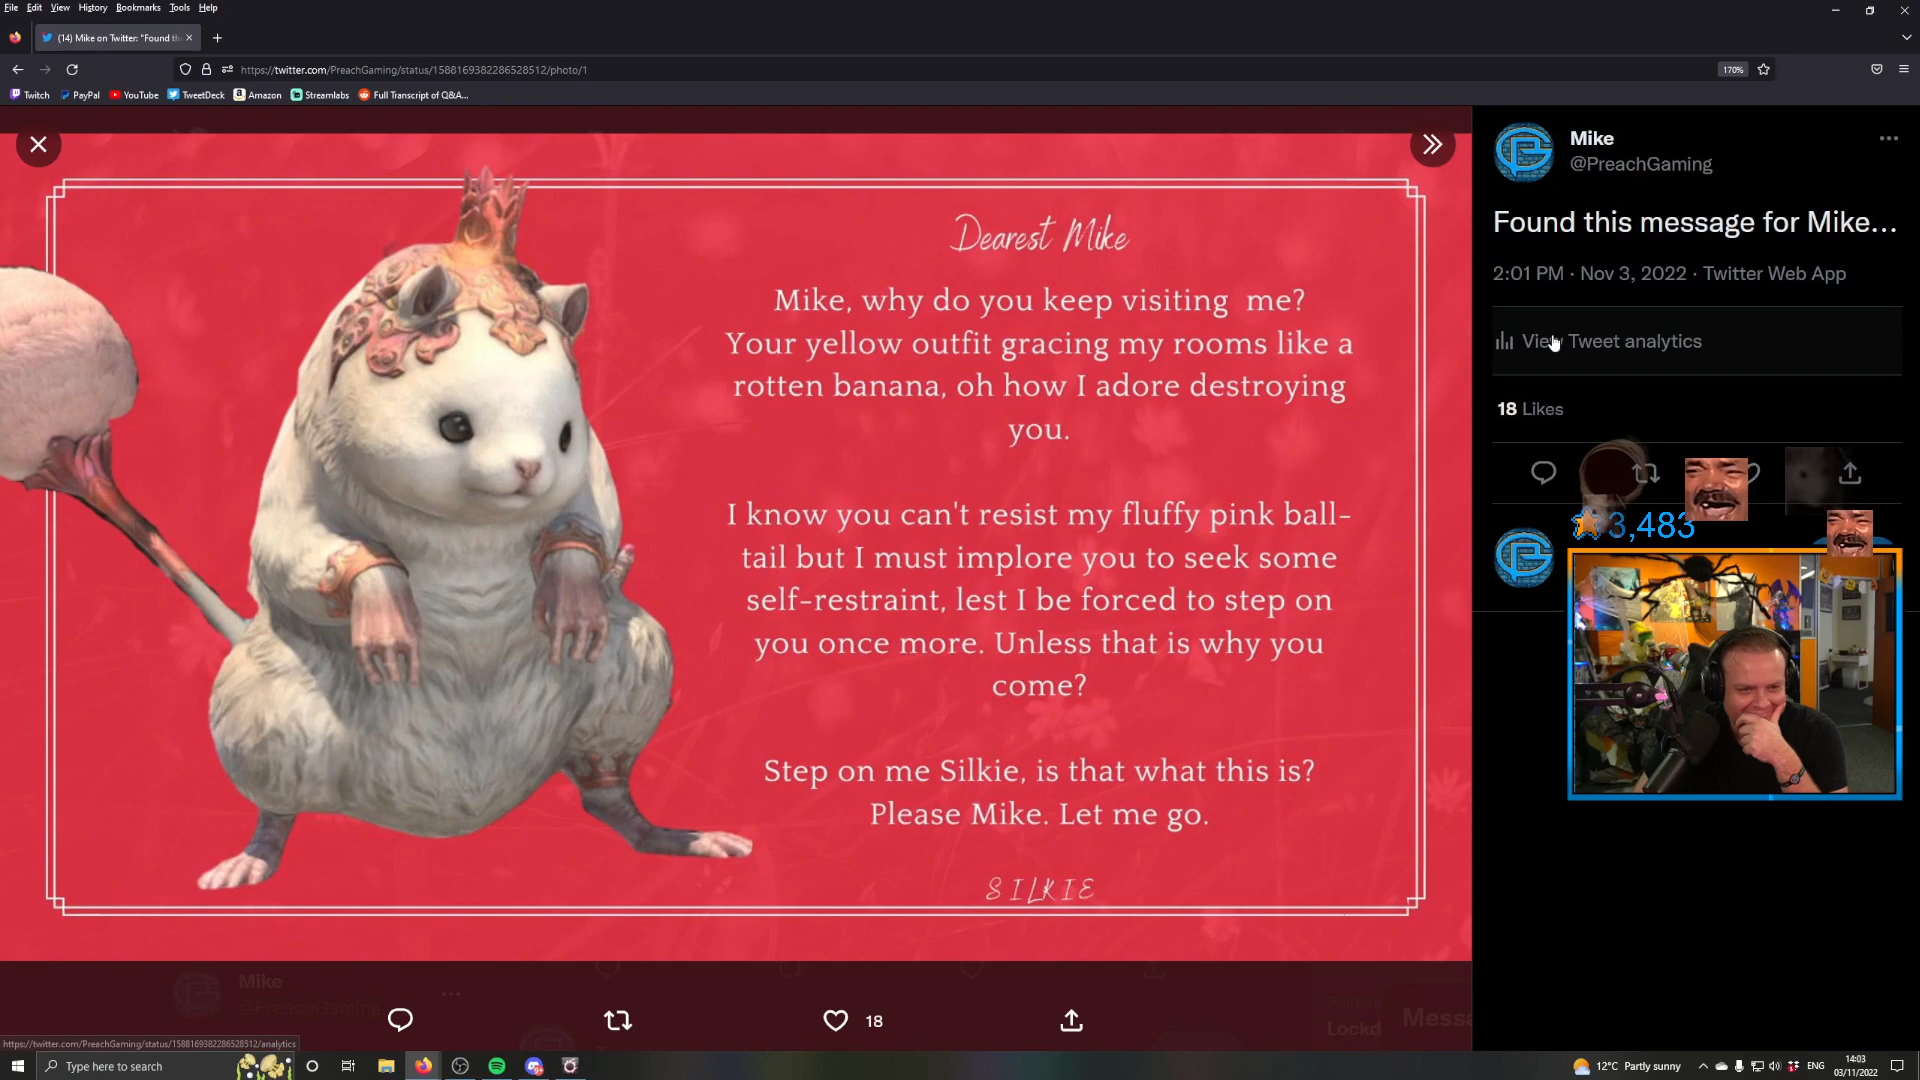 File Edit View History Bookmarks Tools Help
(14) Mike on Twitter: "Found th
https://twitter.com/PreachGaming/status/1588169382286528512/photo/1
170%
Twitch PayPal YouTube TweetDeck Amazon Streamlabs Full Transcript of Q&A...
Dearest Mike
Mike, why do you keep visiting me?
Your yellow outfit gracing my rooms like a
rotten banana, oh how I adore destroying
you.
I know you can't resist my fluffy pink ball-
tail but I must implore you to seek some
self-restraint, lest I be forced to step on
you once more. Unless that is why you
come?
Step on me Silkie, is that what this is?
Please Mike. Let me go.
SILKIE
Mike
@PreachGaming
Found this message for Mike...
2:01 PM · Nov 3, 2022 · Twitter Web App
View Tweet analytics
18 Likes
3,483
Mike
@PreachGaming
18
Lockd
Messa
https://twitter.com/PreachGaming/status/1588169382286528512/analytics
Type here to search
12°C Partly sunny
ENG
14:03
03/11/2022